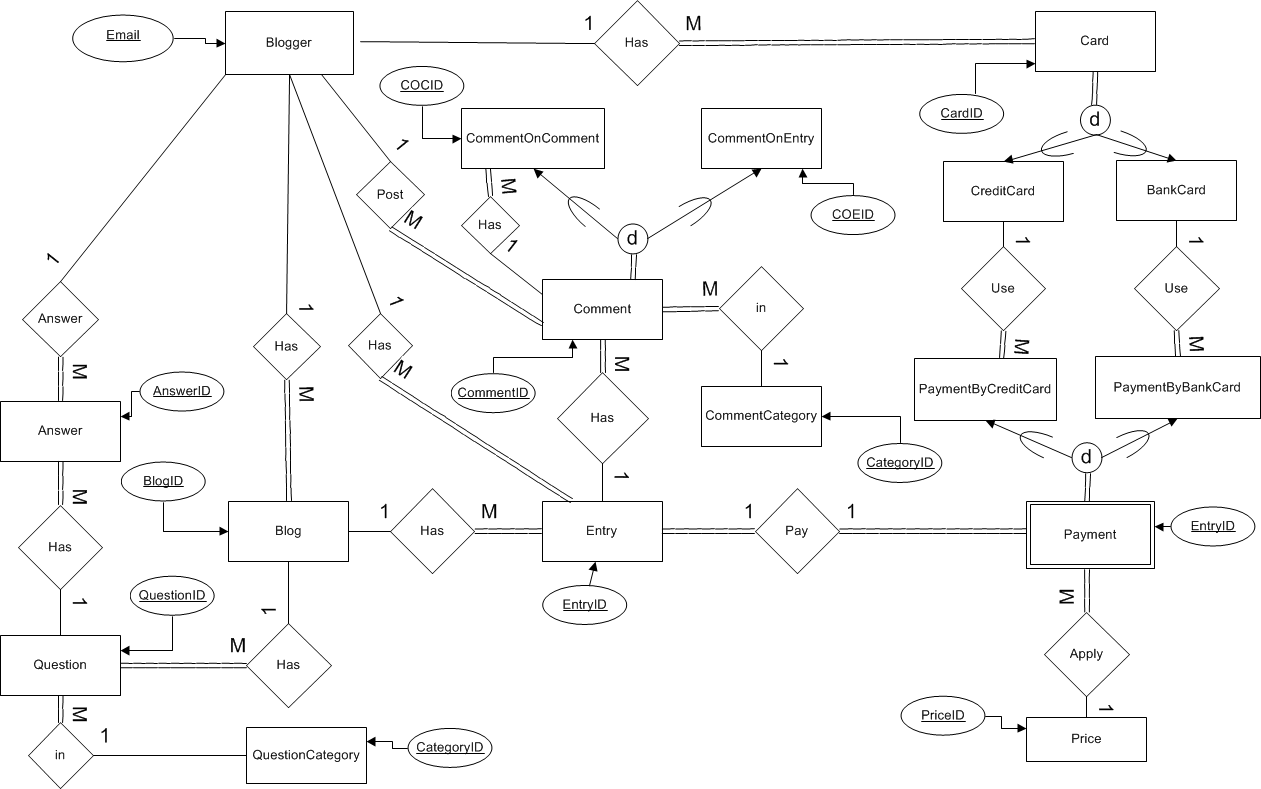 Email
Blogger
1
Has
M
Card
COCID
CardID
d
CommentOnComment
CommentOnEntry
CreditCard
BankCard
1
Post
M
M
Has
1
COEID
d
1
1
Use
Use
M
M
1
Answer
M
1
Has
M
1
Has
M
Comment
M
in
1
CommentCategory
CommentID
M
Has
1
CategoryID
PaymentByCreditCard
PaymentByBankCard
d
AnswerID
Answer
M
Has
1
BlogID
Blog
1
Has
M
Entry
1
Pay
1
Payment
EntryID
EntryID
QuestionID
Question
M
1
Has
M
Apply
1
PriceID
Price
M
in
1
QuestionCategory
CategoryID